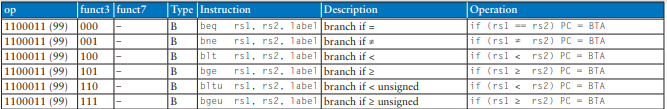 op funct3 funct7 Type Instruction Description Operation
1100011 (99) 000 – B beq rs1, rs2, label branch if = if (rs1 == rs2) PC = BTA
1100011 (99) 001 – B bne rs1, rs2, label branch if ≠ if (rs1 ≠ rs2) PC = BTA
1100011 (99) 100 – B blt rs1, rs2, label branch if < if (rs1 < rs2) PC = BTA
1100011 (99) 101 – B bge rs1, rs2, label branch if ≥ if (rs1 ≥ rs2) PC = BTA
1100011 (99) 110 – B bltu rs1, rs2, label branch if < unsigned if (rs1 < rs2) PC = BTA
1100011 (99) 111 – B bgeu rs1, rs2, label branch if ≥ unsigned if (rs1 ≥ rs2) PC = BTA